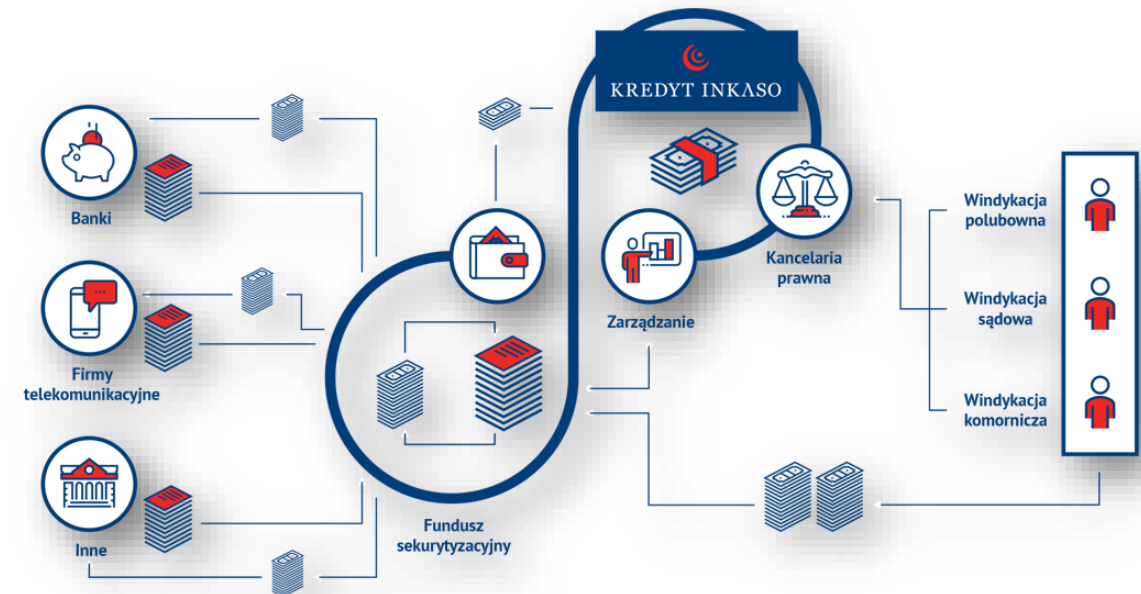 KREDYT INKASO
Banki
Firmy
telekomunikacyjne
Inne
Fundusz
sekurytyzacyjny
Zarządzanie
Kancelaria
prawna
Windykacja
polubowna
Windykacja
sądowa
Windykacja
komornicza